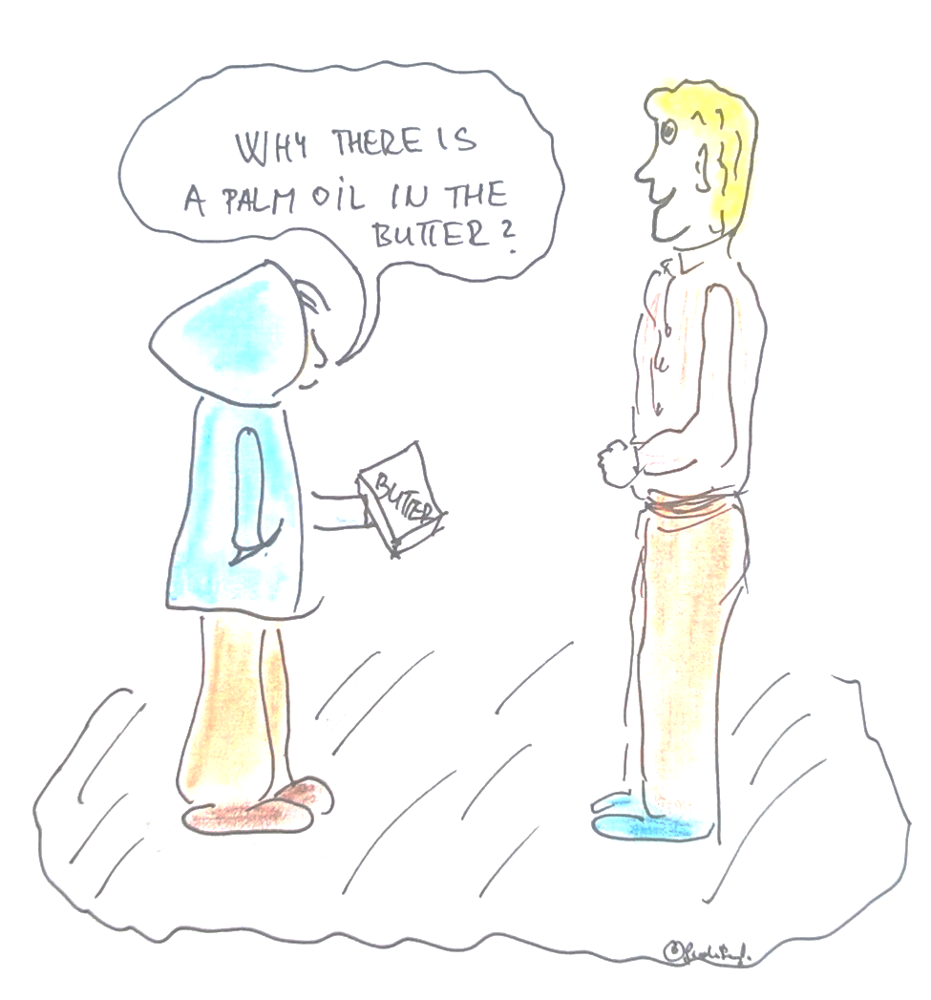 WHY THERE IS
A PALM OIL IN THE
BUTTER?
BUTTER